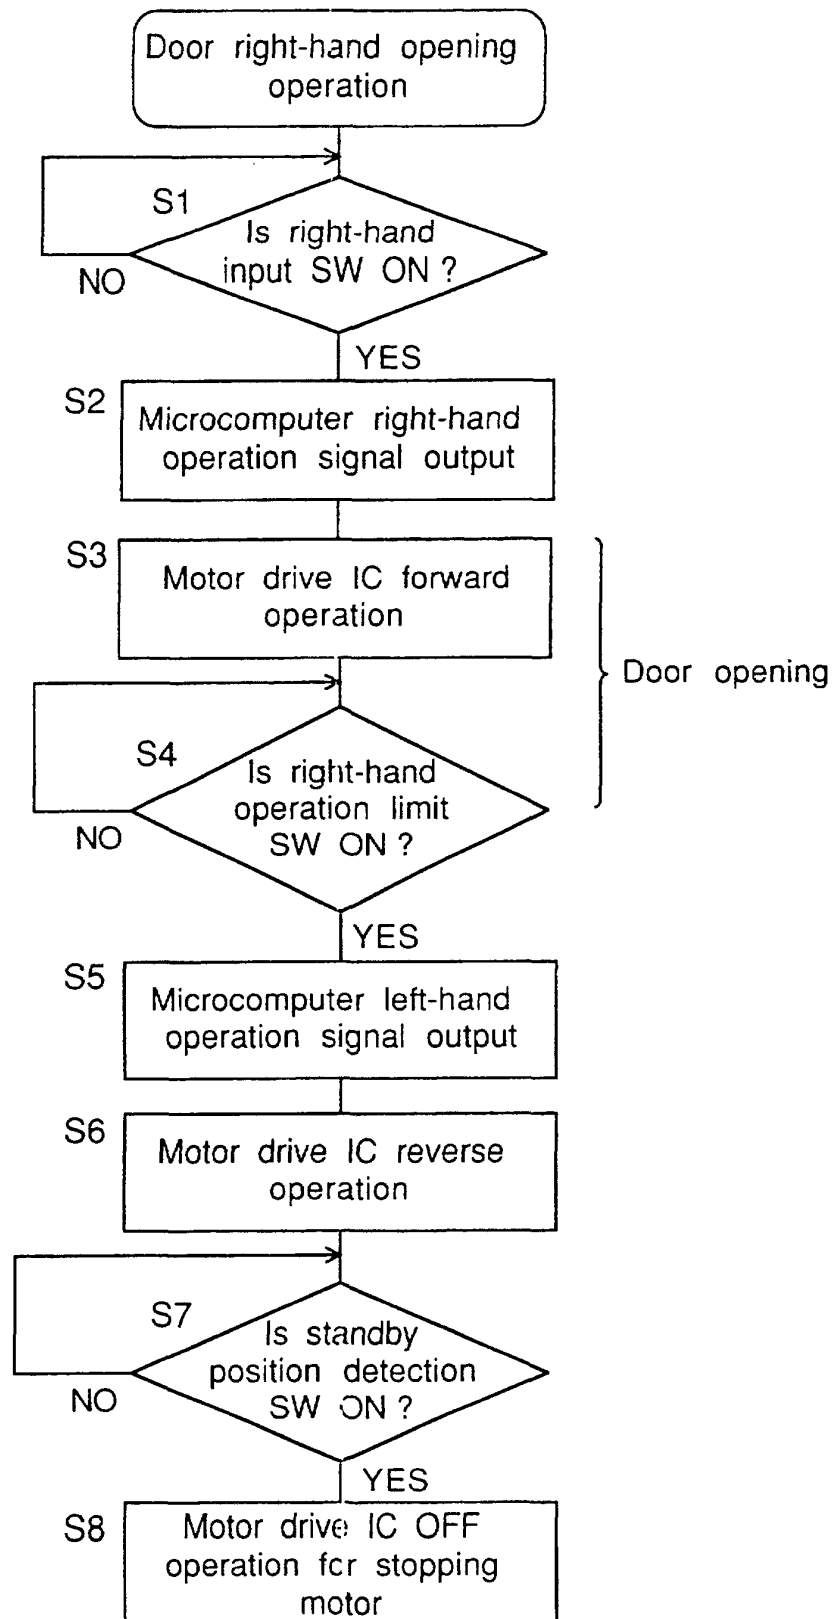 Door right-hand opening
operation
S1
Is right-hand
input SW ON ?
NO
YES
S2
Microcomputer right-hand
operation signal output
S3
Motor drive IC forward
operation
Door opening
S4
Is right-hand
operation limit
SW ON ?
NO
YES
S5
Microcomputer left-hand
operation signal output
S6
Motor drive IC reverse
operation
S7
Is standby
position detection
SW ON ?
NO
YES
S8
Motor drive IC OFF
operation for stopping
motor